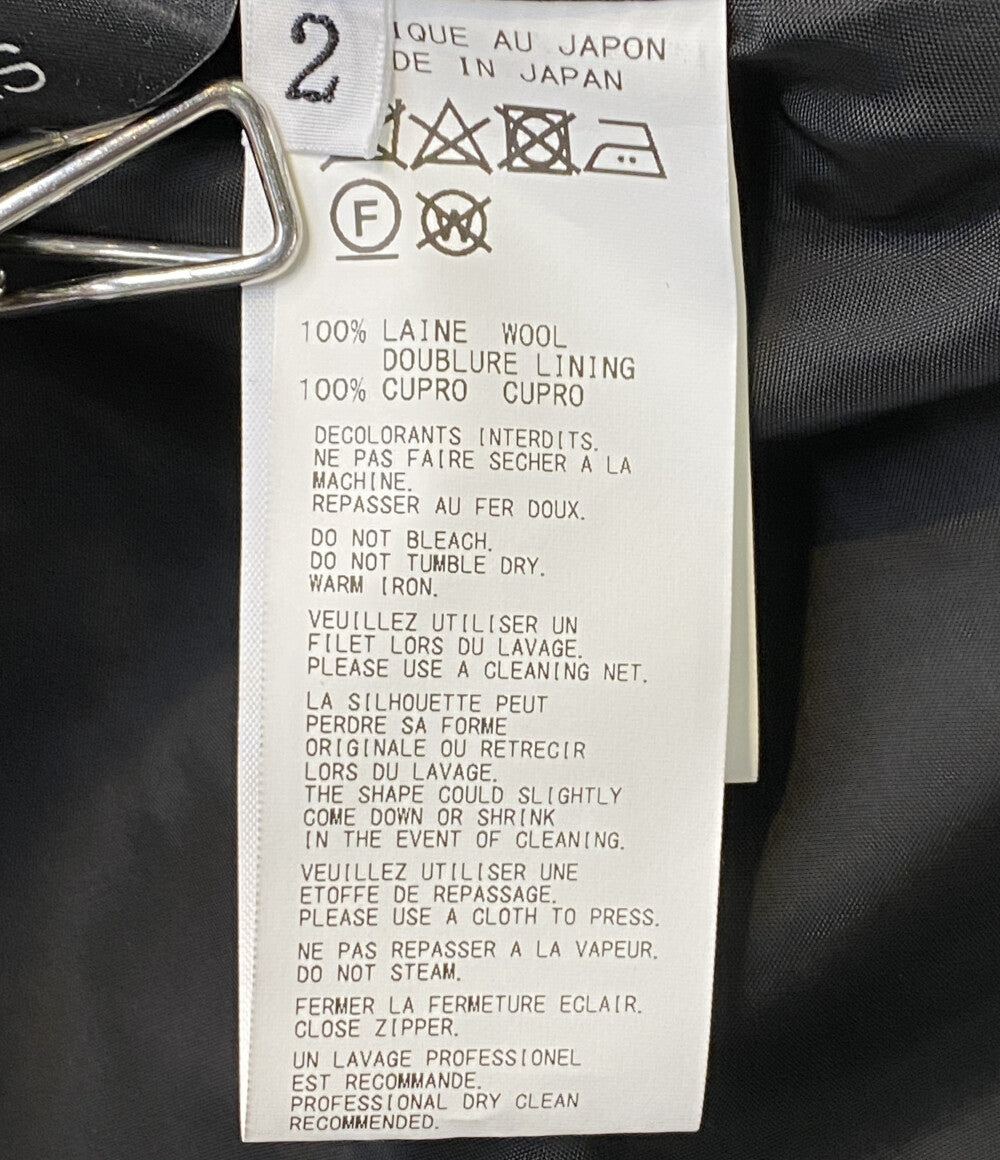 2
IQUE AU JAPON
DE IN JAPAN
F
W
100% LAINE WOOL
DOUBLURE LINING
100% CUPRO CUPRO
DECOLORANTS INTERDITS.
NE PAS FAIRE SECHER A LA
MACHINE.
REPASSER AU FER DOUX.
DO NOT BLEACH.
DO NOT TUMBLE DRY.
WARM IRON.
VEUILLEZ UTILISER UN
FILET LORS DU LAVAGE.
PLEASE USE A CLEANING NET.
LA SILHOUETTE PEUT
PERDRE SA FORME
ORIGINALE OU RETRECIR
LORS DU LAVAGE.
THE SHAPE COULD SLIGHTLY
COME DOWN OR SHRINK
IN THE EVENT OF CLEANING.
VEUILLEZ UTILISER UNE
ETOFFE DE REPASSAGE.
PLEASE USE A CLOTH TO PRESS.
NE PAS REPASSER A LA VAPEUR.
DO NOT STEAM.
FERMER LA FERMETURE ECLAIR.
CLOSE ZIPPER.
UN LAVAGE PROFESSIONEL
EST RECOMMANDE.
PROFESSIONAL DRY CLEAN
RECOMMENDED.